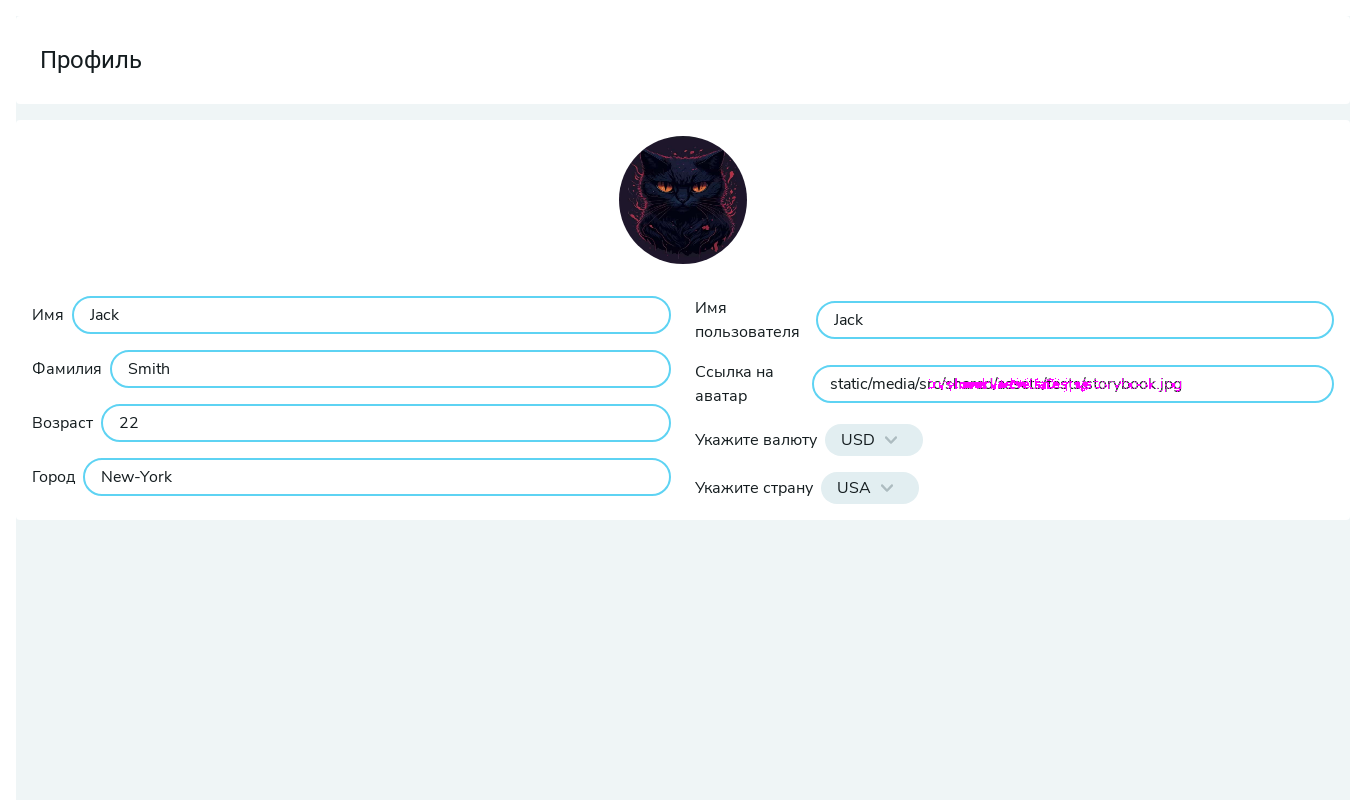 Профиль
Имя
Jack
Фамилия
Smith
Возраст
22
Город
New-York
Имя
пользователя
Jack
Ссылка на
аватар
static/media/src/shared/assets/tests/storybook.jpg
Укажите валюту
USD
Укажите страну
USA